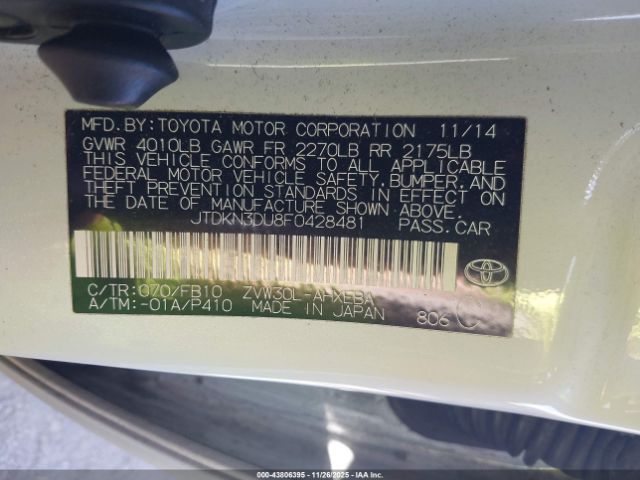 MFD. BY: TOYOTA MOTOR CORPORATION 11/14
GVWR 4010LB GAWR FR 2270LB RR 2175LB
THIS VEHICLE CONFORMS TO ALL APPLICABLE
FEDERAL MOTOR VEHICLE SAFETY, BUMPER, AND
THEFT PREVENTION STANDARDS IN EFFECT ON
THE DATE OF MANUFACTURE SHOWN ABOVE.
JTDKN3DU8F0428481 PASS. CAR
C/TR: 070/FB10 ZVW30L-AHXEBA
A/TM: -01A/P410 MADE IN JAPAN 806 C
TOYOTA
000-43806395 - 11/26/2025 - IAAI.COM